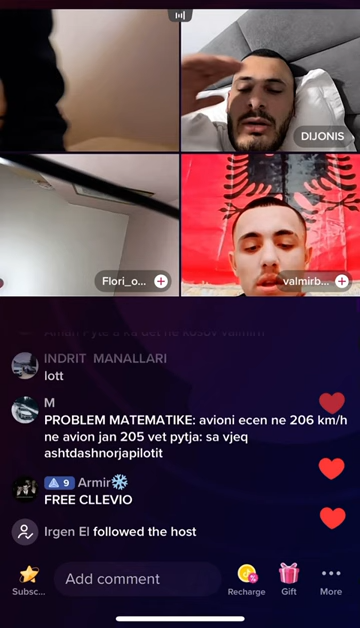 DIJONIS
Flori_o...
valmirb...
INDRIT MANALLARI
lott
M
PROBLEM MATEMATIKE: avioni ecen ne 206 km/h
ne avion jan 205 vet pytja: sa vjeq
ashtdashnorjapilotit
9 Armir❄️
FREE CLLEVIO
Irgen El followed the host
Subsc...
Add comment
Recharge
Gift
More